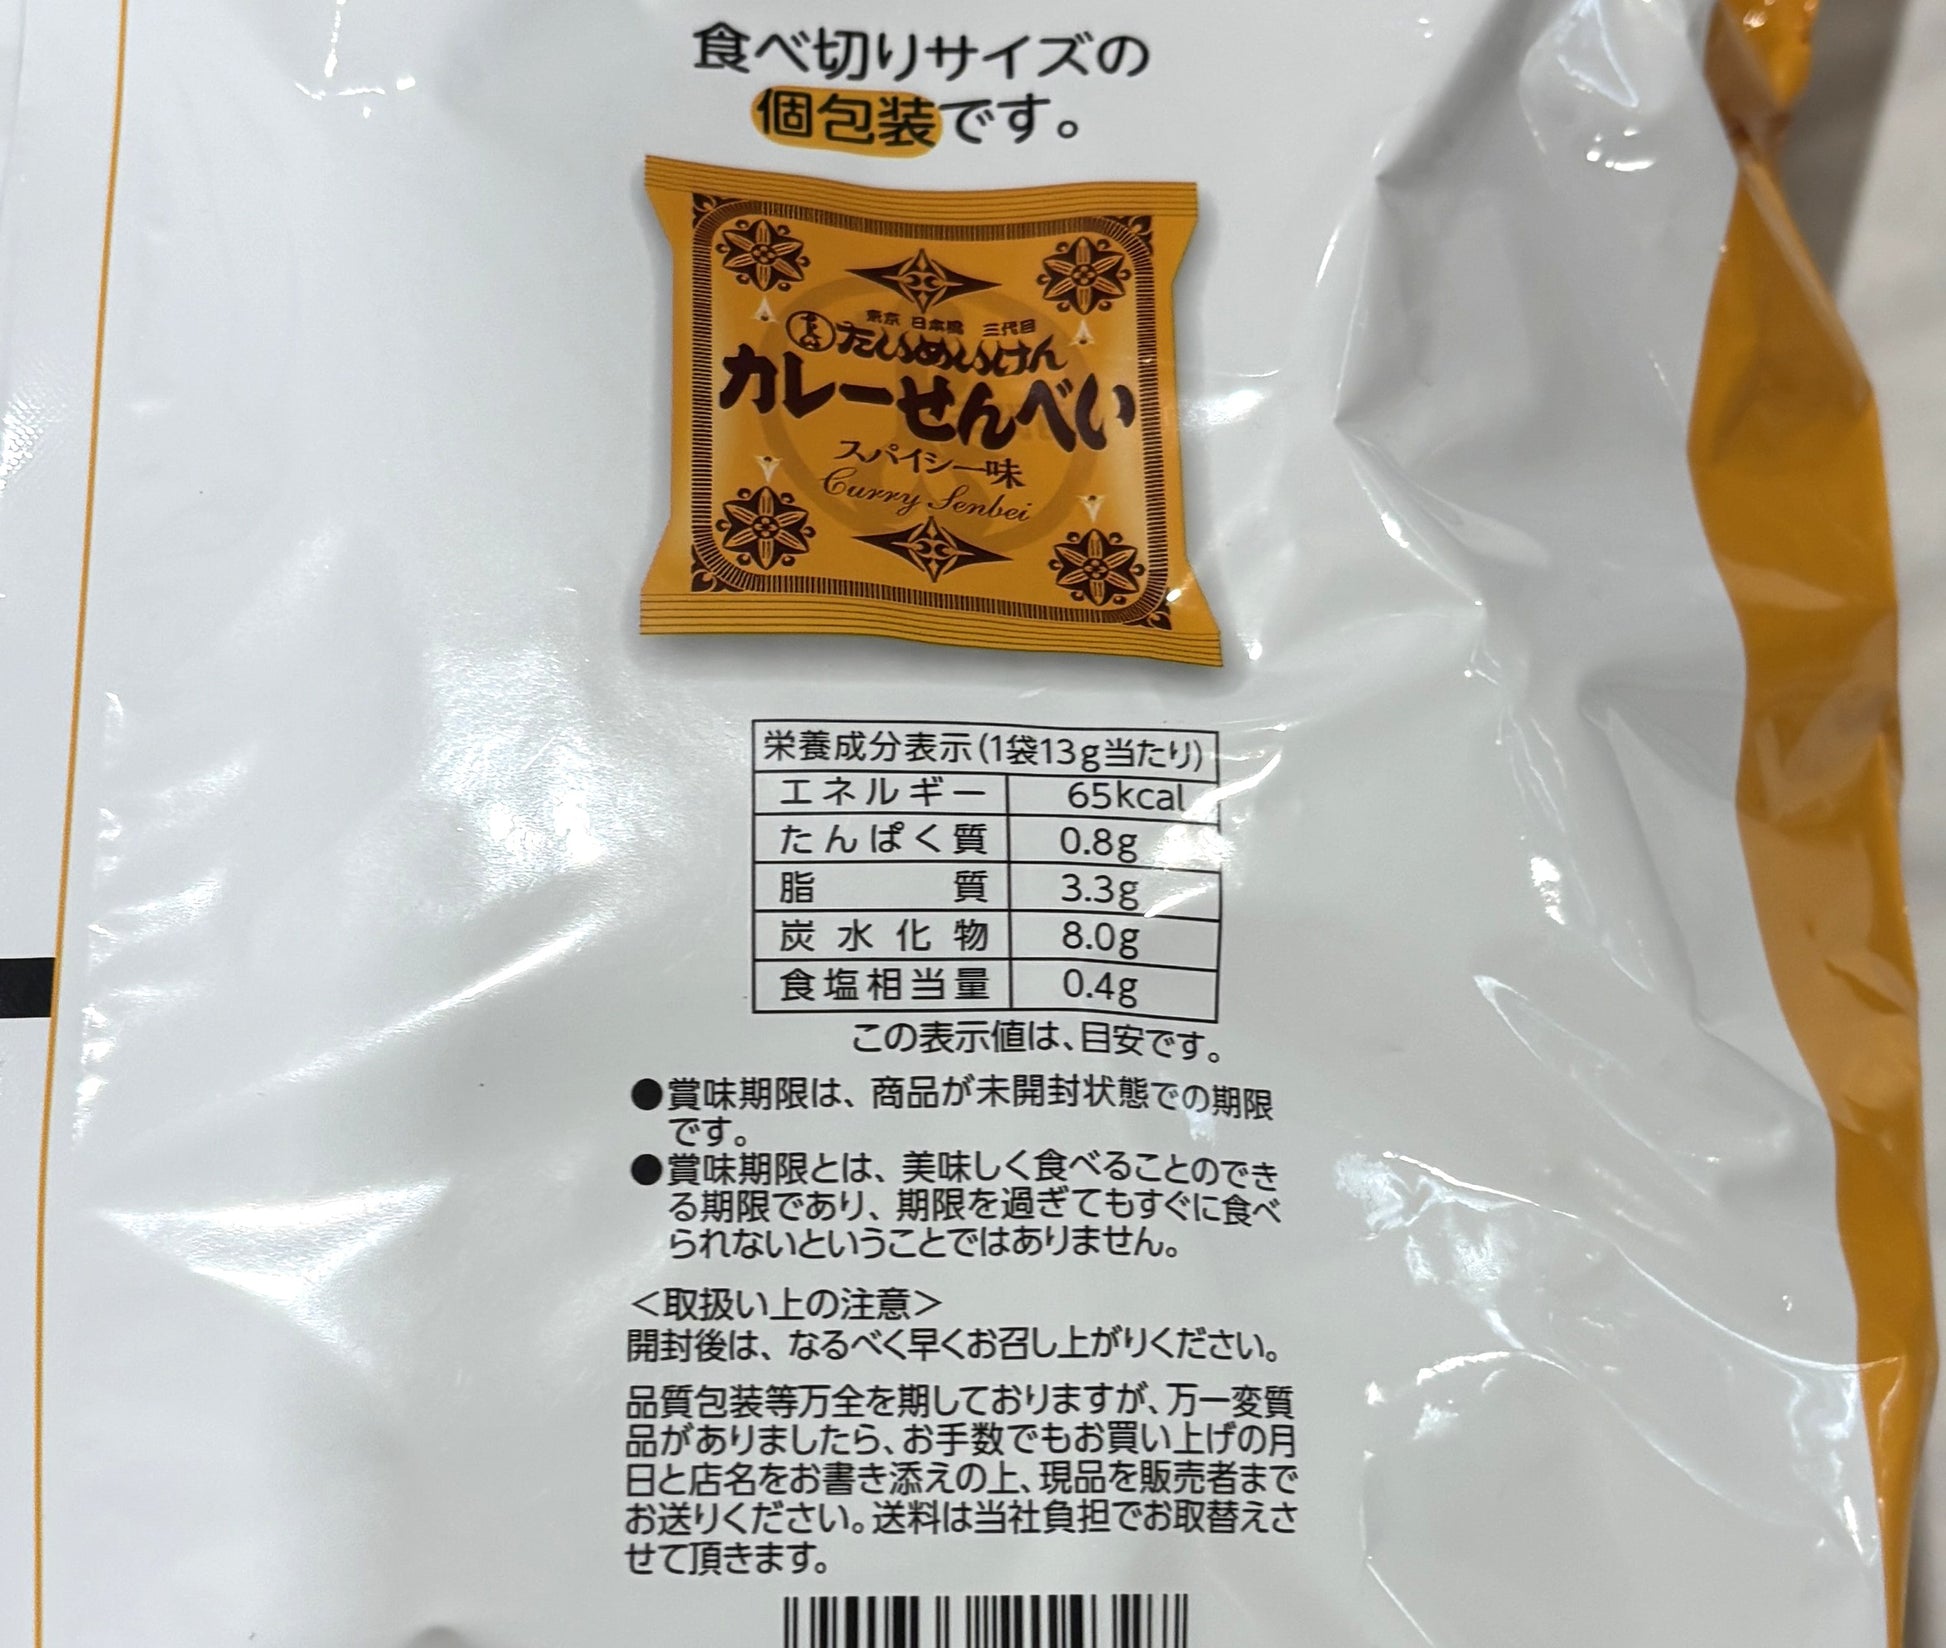 食べ切りサイズの
個包装です。
東京 日本橋 三代目
たいめいけん
カレーせんべい
スパイシー味
Curry Senbei
栄養成分表示(1袋13g当たり)
エネルギー 65kcal
たんぱく質 0.8g
脂質 3.3g
炭水化物 8.0g
食塩相当量 0.4g
この表示値は、目安です。
●賞味期限は、商品が未開封状態での期限
です。
●賞味期限とは、美味しく食べることのでき
る期限であり、期限を過ぎてもすぐに食べ
られないということではありません。
＜取扱い上の注意＞
開封後は、なるべく早くお召し上がりください。
品質包装等万全を期しておりますが、万一変質
品がありましたら、お手数でもお買い上げの月
日と店名をお書き添えの上、現品を販売者まで
お送りください。送料は当社負担でお取替えさ
せて頂きます。